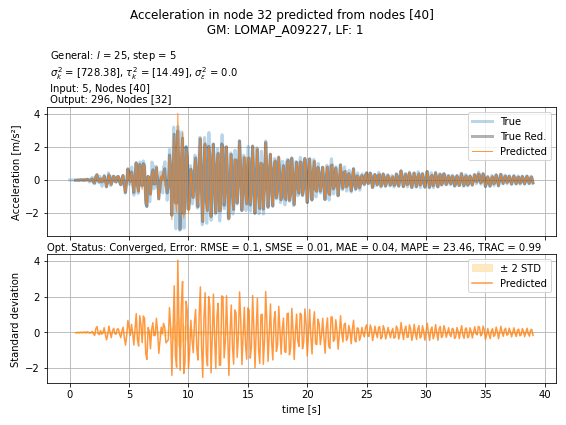 Acceleration in node 32 predicted from nodes [40]
GM: LOMAP_A09227, LF: 1
General: l = 25, step = 5
σ²ₖ = [728.38], τ²ₖ = [14.49], σ²ε = 0.0
Input: 5, Nodes [40]
Output: 296, Nodes [32]
Acceleration [m/s²]
4
2
0
−2
True
True Red.
Predicted
Opt. Status: Converged, Error: RMSE = 0.1, SMSE = 0.01, MAE = 0.04, MAPE = 23.46, TRAC = 0.99
Standard deviation
4
2
0
−2
± 2 STD
Predicted
0 5 10 15 20 25 30 35 40
time [s]